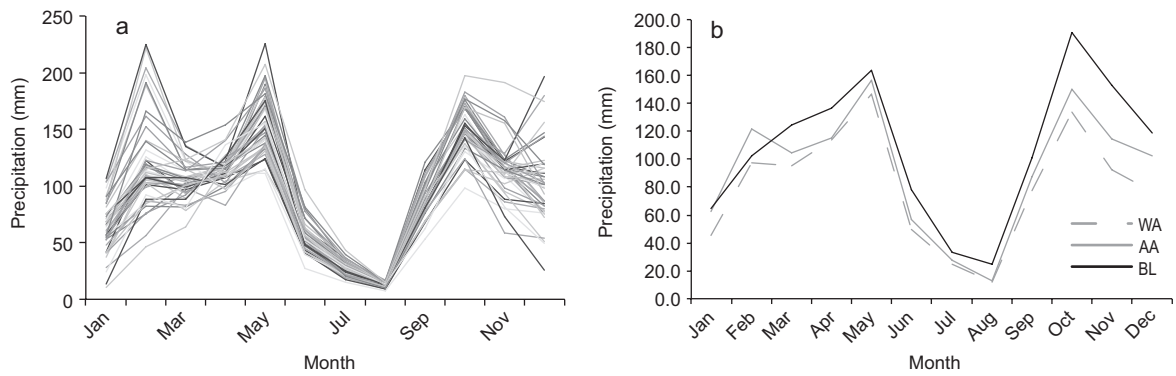 a
Precipitation (mm)
250
200
150
100
50
0
Jan
Mar
May
Jul
Sep
Nov
Month
b
Precipitation (mm)
200.0
180.0
160.0
140.0
120.0
100.0
80.0
60.0
40.0
20.0
0.0
WA
AA
BL
Jan
Feb
Mar
Apr
May
Jun
Jul
Aug
Sep
Oct
Nov
Dec
Month